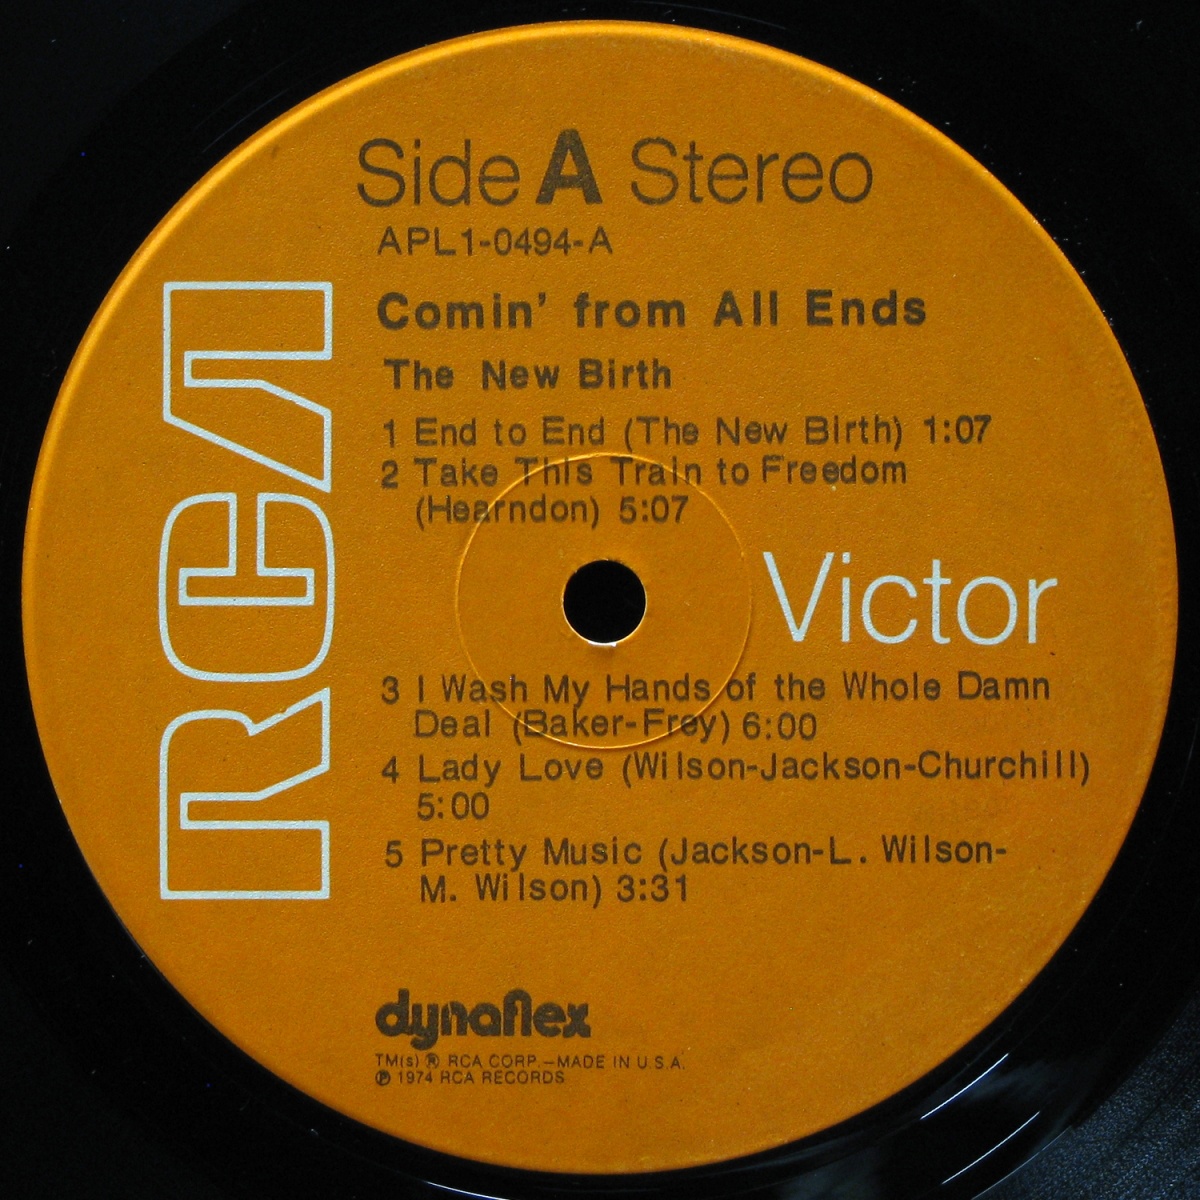 Side A Stereo
APL1-0494-A
Comin' from All Ends
The New Birth
1 End to End (The New Birth) 1:07
2 Take This Train to Freedom
(Hearndon) 5:07
RCA
Victor
3 I Wash My Hands of the Whole Damn
Deal (Baker-Frey) 6:00
4 Lady Love (Wilson-Jackson-Churchill)
5:00
5 Pretty Music (Jackson-L. Wilson-
M. Wilson) 3:31
dynaflex
TM(s) ® RCA CORP.—MADE IN U.S.A.
℗ 1974 RCA RECORDS